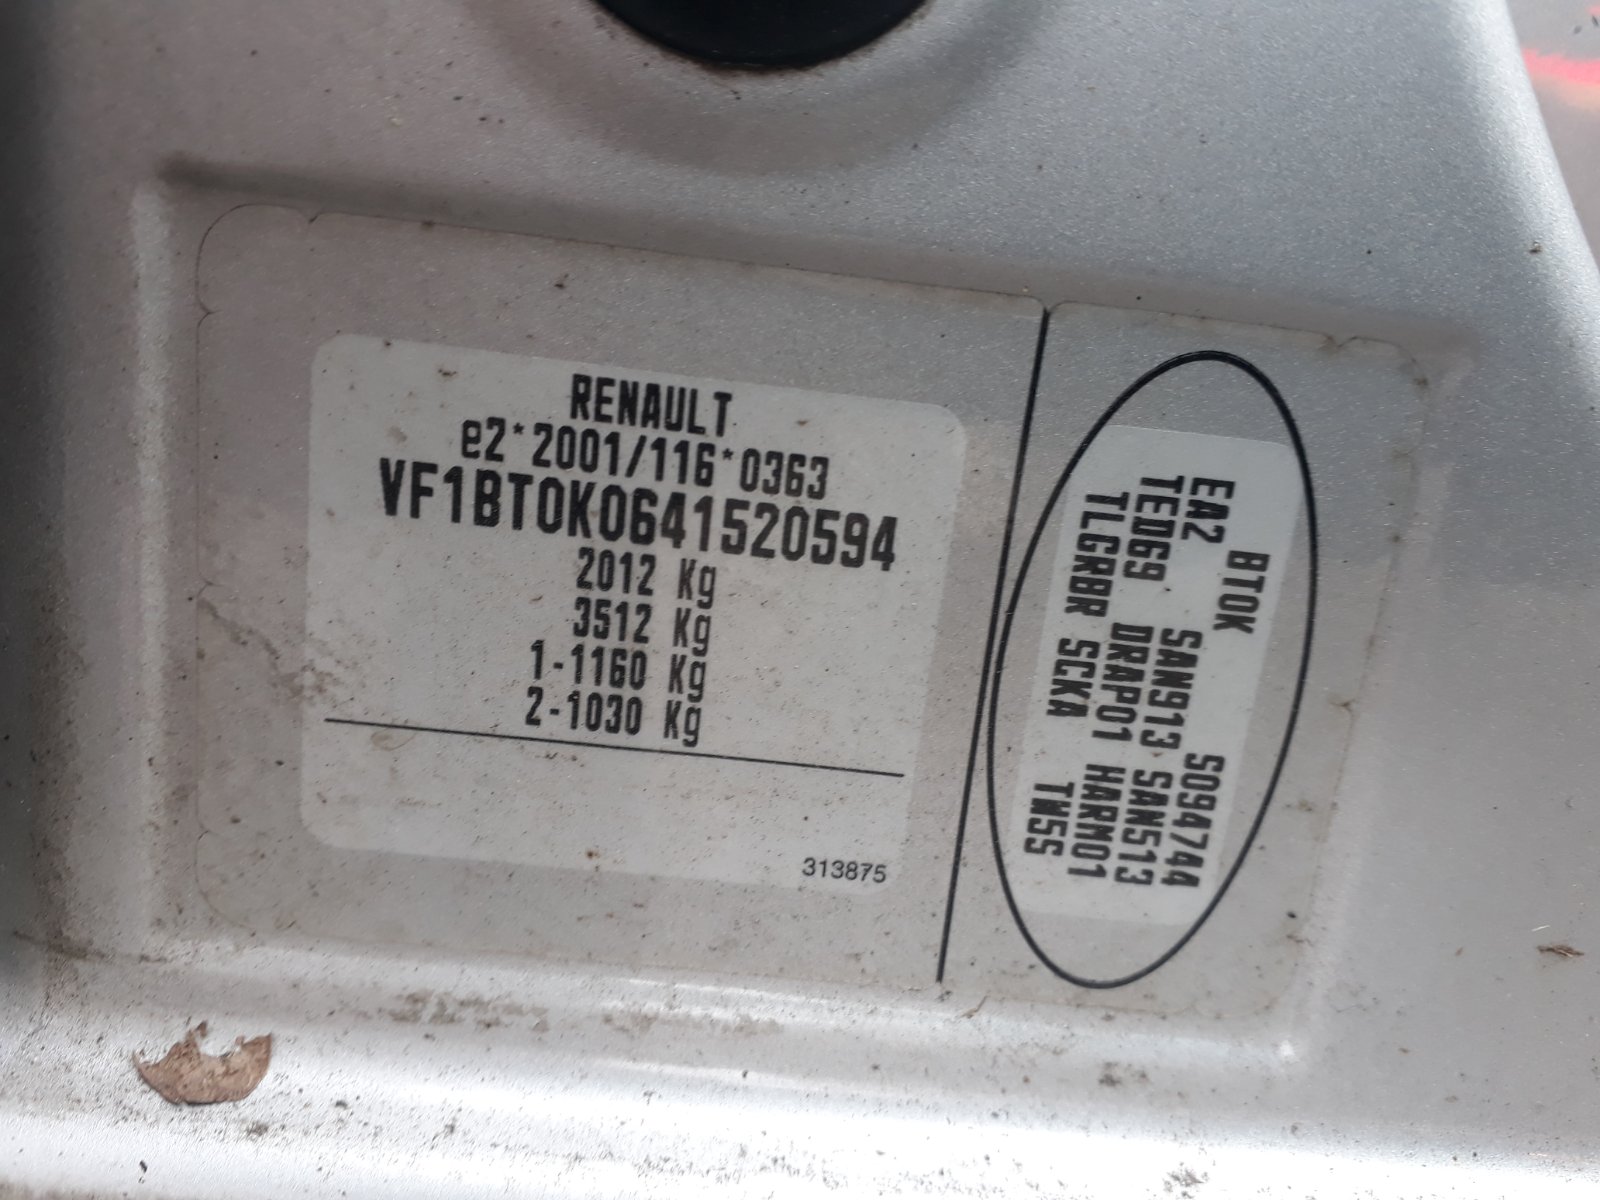 RENAULT
e2*2001/116*0363
VF1BT0K0641520594
2012 Kg
3512 Kg
1-1160 Kg
2-1030 Kg
313875
BT0K S094744
EA2 SAN913 SAN513
TED69 DRAP01 HARM01
TLGRBR SCKA TW5S